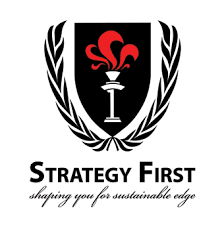 STRATEGY FIRST
shaping you for sustainable edge